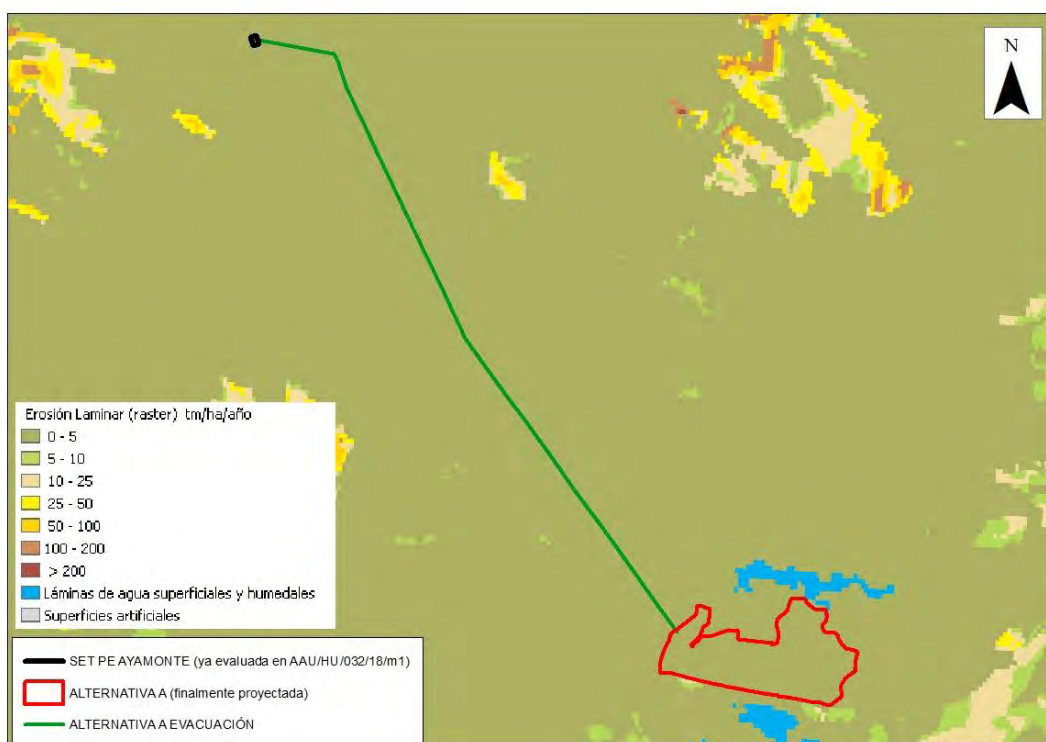 N
Erosión Laminar (raster) tm/ha/año
0 - 5
5 - 10
10 - 25
25 - 50
50 - 100
100 - 200
> 200
Láminas de agua superficiales y humedales
Superficies artificiales
SET PE AYAMONTE (ya evaluada en AAU/HU/032/18/m1)
ALTERNATIVA A (finalmente proyectada)
ALTERNATIVA A EVACUACIÓN